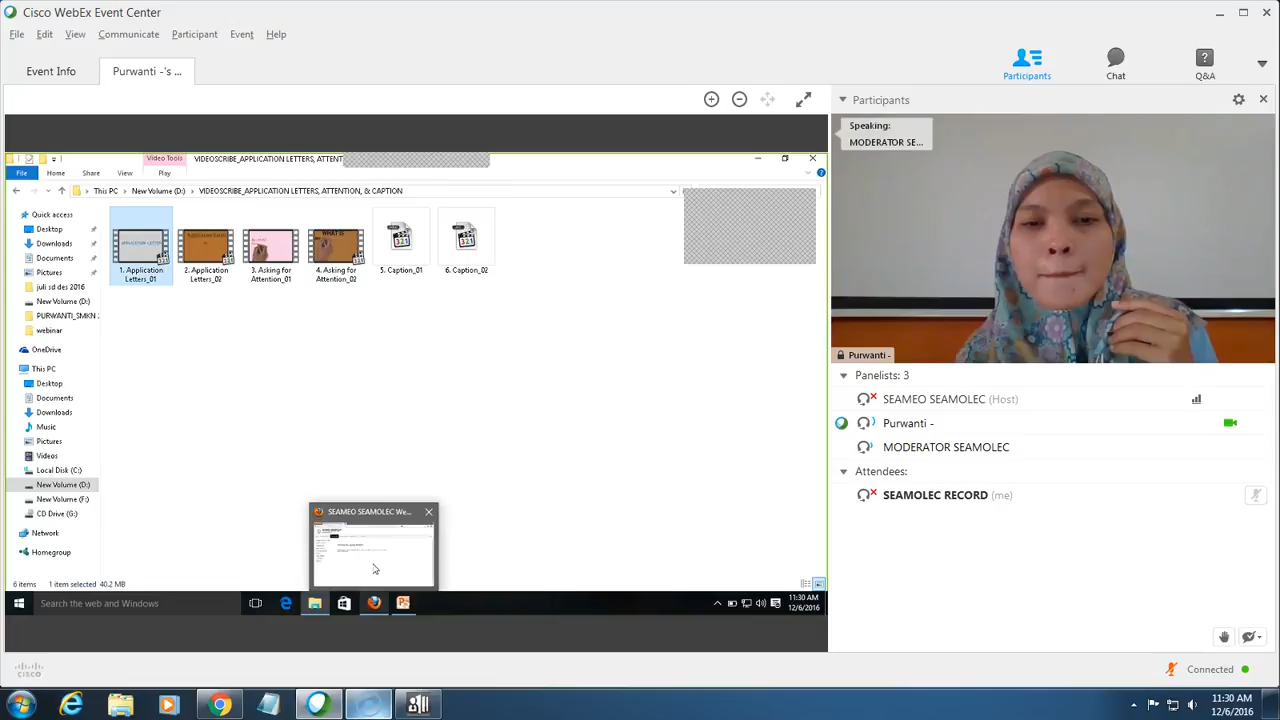 Cisco WebEx Event Center
File Edit View Communicate Participant Event Help
Event Info
Purwanti -'s ...
Participants
Chat
Q&A
Video Tools
VIDEOSCRIBE_APPLICATION LETTERS, ATTENT
File Home Share View Play
This PC
New Volume (D:)
VIDEOSCRIBE_APPLICATION LETTERS, ATTENTION, & CAPTION
Quick access
Desktop
Downloads
Documents
Pictures
juli sd des 2016
New Volume (D:)
PURWANTI_SMKN 2
webinar
OneDrive
This PC
Desktop
Documents
Downloads
Music
Pictures
Videos
Local Disk (C:)
New Volume (D:)
New Volume (F:)
CD Drive (G:)
Network
Homegroup
1. Application Letters_01
2. Application Letters_02
3. Asking for Attention_01
4. Asking for Attention_02
5. Caption_01
6. Caption_02
SEAMEO SEAMOLEC We...
6 items 1 item selected 40.2 MB
Search the web and Windows
11:30 AM
12/6/2016
Participants
Speaking:
MODERATOR SE...
Purwanti -
Panelists: 3
SEAMEO SEAMOLEC (Host)
Purwanti -
MODERATOR SEAMOLEC
Attendees:
SEAMOLEC RECORD (me)
cisco
Connected
11:30 AM
12/6/2016